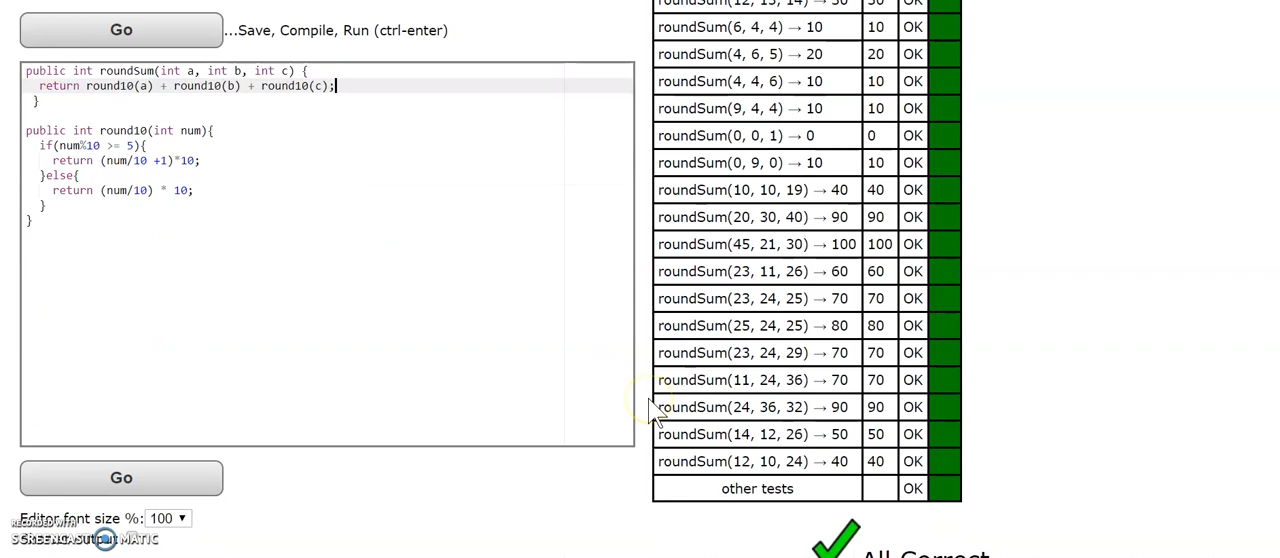 Go
...Save, Compile, Run (ctrl-enter)
public int roundSum(int a, int b, int c) {
return round10(a) + round10(b) + round10(c);
}
public int round10(int num){
if(num%10 >= 5){
return (num/10 +1)*10;
}else{
return (num/10) * 10;
}
}
Go
Editor font size %: 100
RECORDED WITH
SCREENCAST MATIC
output
roundSum(6, 4, 4) → 10 10 OK
roundSum(4, 6, 5) → 20 20 OK
roundSum(4, 4, 6) → 10 10 OK
roundSum(9, 4, 4) → 10 10 OK
roundSum(0, 0, 1) → 0 0 OK
roundSum(0, 9, 0) → 10 10 OK
roundSum(10, 10, 19) → 40 40 OK
roundSum(20, 30, 40) → 90 90 OK
roundSum(45, 21, 30) → 100 100 OK
roundSum(23, 11, 26) → 60 60 OK
roundSum(23, 24, 25) → 70 70 OK
roundSum(25, 24, 25) → 80 80 OK
roundSum(23, 24, 29) → 70 70 OK
roundSum(11, 24, 36) → 70 70 OK
roundSum(24, 36, 32) → 90 90 OK
roundSum(14, 12, 26) → 50 50 OK
roundSum(12, 10, 24) → 40 40 OK
other tests OK
All Correct